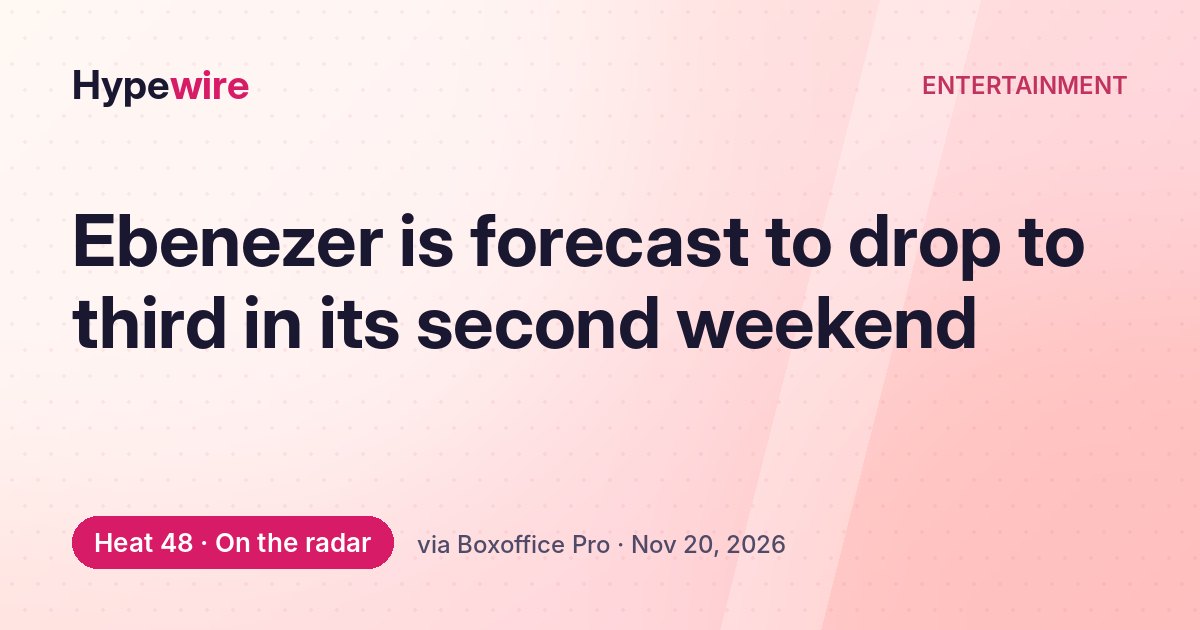 Hypewire
ENTERTAINMENT
Ebenezer is forecast to drop to
third in its second weekend
Heat 48 · On the radar
via Boxoffice Pro · Nov 20, 2026